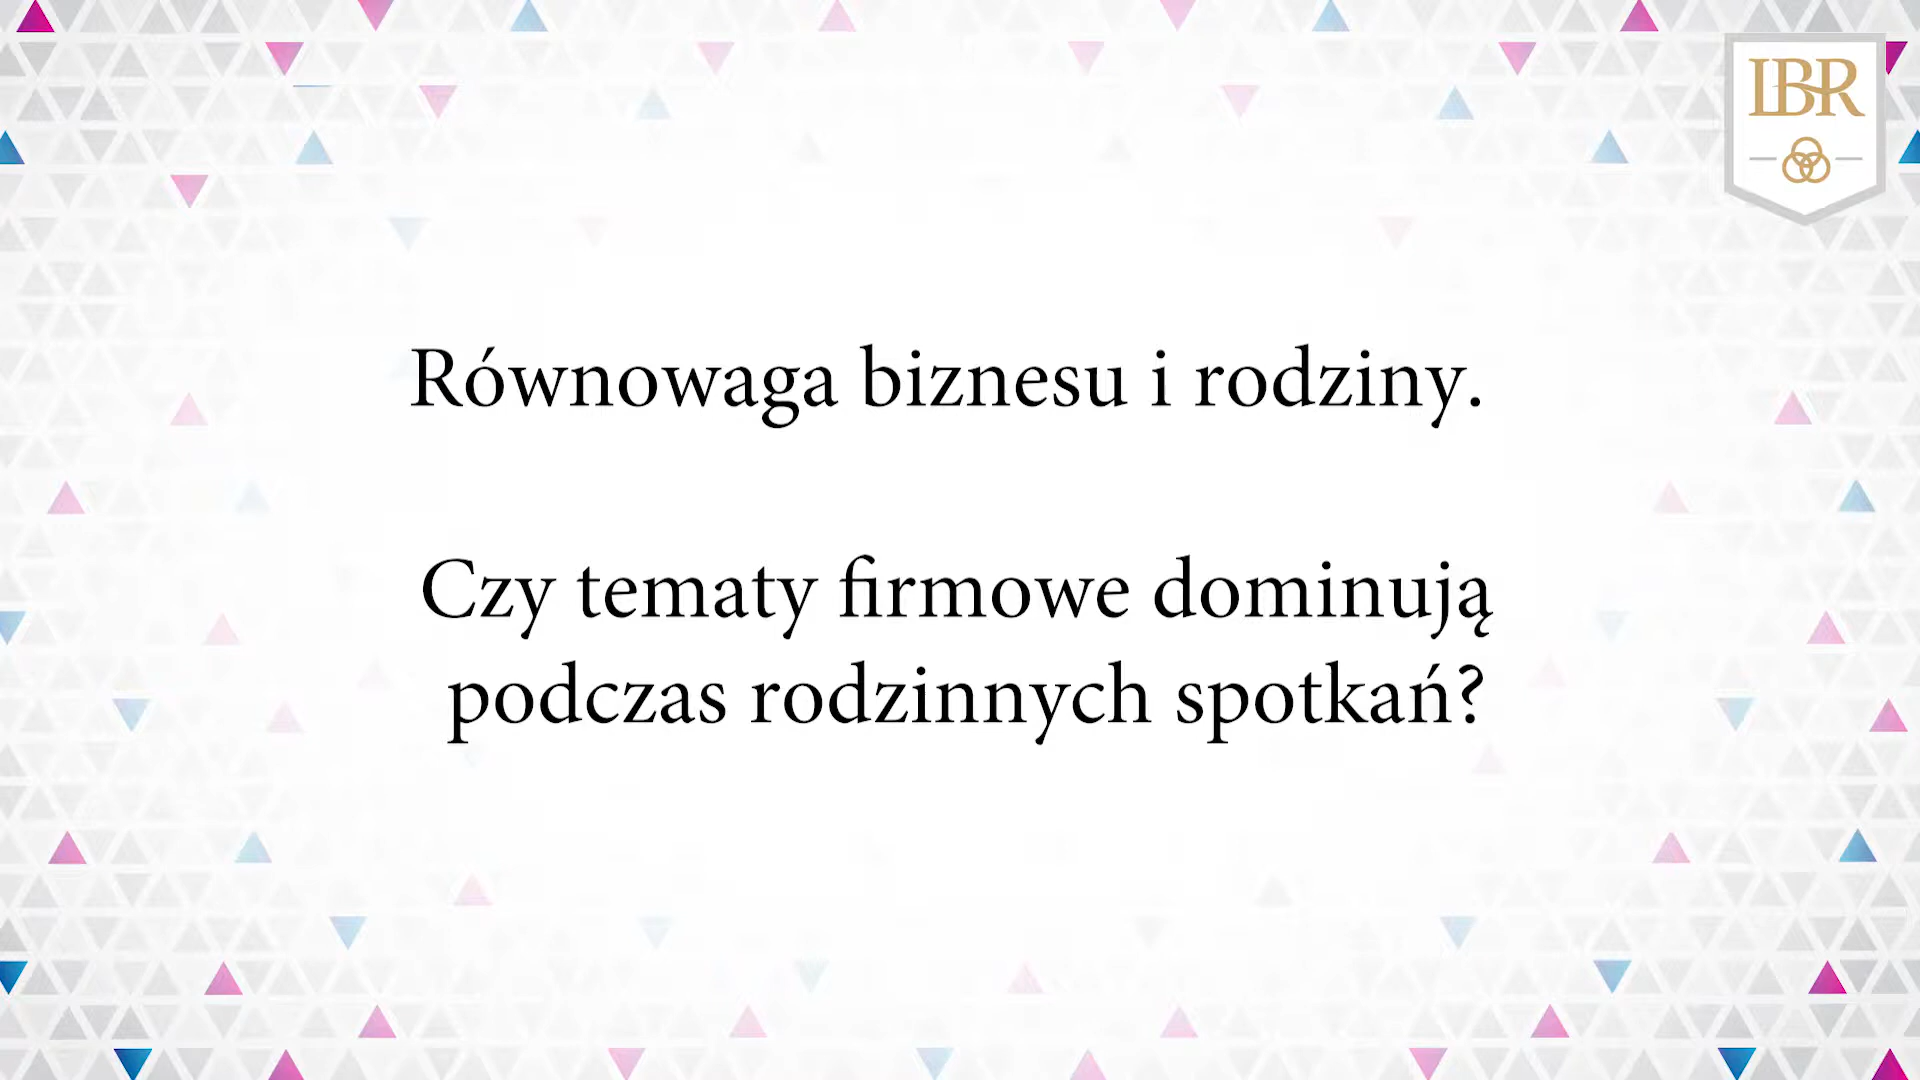 IBR
Równowaga biznesu i rodziny.
Czy tematy firmowe dominują
podczas rodzinnych spotkań?